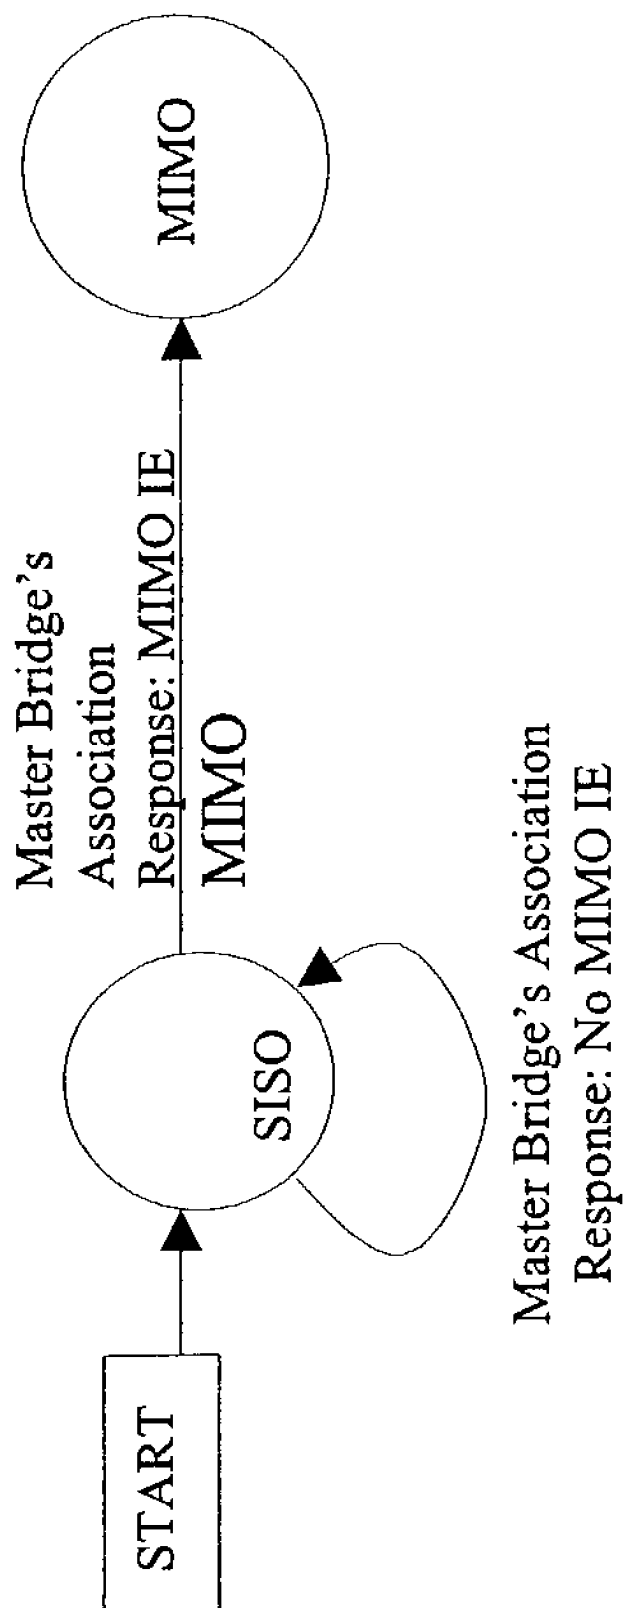 START
SISO
Master Bridge's
Association
Response: MIMO IE
MIMO
MIMO
Master Bridge's Association
Response: No MIMO IE